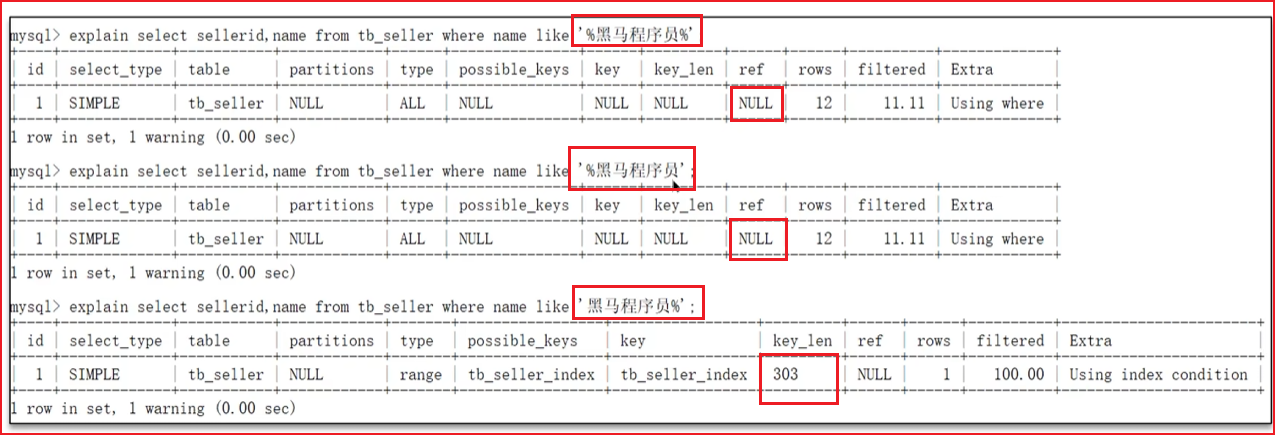 mysql> explain select sellerid,name from tb_seller where name like '%黑马程序员%'
+----+-------------+-----------+------------+------+---------------+------+---------+------+------+----------+-------------+
| id | select_type | table | partitions | type | possible_keys | key | key_len | ref | rows | filtered | Extra |
+----+-------------+-----------+------------+------+---------------+------+---------+------+------+----------+-------------+
| 1 | SIMPLE | tb_seller | NULL | ALL | NULL | NULL | NULL | NULL | 12 | 11.11 | Using where |
+----+-------------+-----------+------------+------+---------------+------+---------+------+------+----------+-------------+
1 row in set, 1 warning (0.00 sec)
mysql> explain select sellerid,name from tb_seller where name like '%黑马程序员';
+----+-------------+-----------+------------+------+---------------+------+---------+------+------+----------+-------------+
| id | select_type | table | partitions | type | possible_keys | key | key_len | ref | rows | filtered | Extra |
+----+-------------+-----------+------------+------+---------------+------+---------+------+------+----------+-------------+
| 1 | SIMPLE | tb_seller | NULL | ALL | NULL | NULL | NULL | NULL | 12 | 11.11 | Using where |
+----+-------------+-----------+------------+------+---------------+------+---------+------+------+----------+-------------+
1 row in set, 1 warning (0.00 sec)
mysql> explain select sellerid,name from tb_seller where name like '黑马程序员%';
+----+-------------+-----------+------------+-------+-----------------+-----------------+---------+------+------+----------+-----------------------+
| id | select_type | table | partitions | type | possible_keys | key | key_len | ref | rows | filtered | Extra |
+----+-------------+-----------+------------+-------+-----------------+-----------------+---------+------+------+----------+-----------------------+
| 1 | SIMPLE | tb_seller | NULL | range | tb_seller_index | tb_seller_index | 303 | NULL | 1 | 100.00 | Using index condition |
+----+-------------+-----------+------------+-------+-----------------+-----------------+---------+------+------+----------+-----------------------+
1 row in set, 1 warning (0.00 sec)